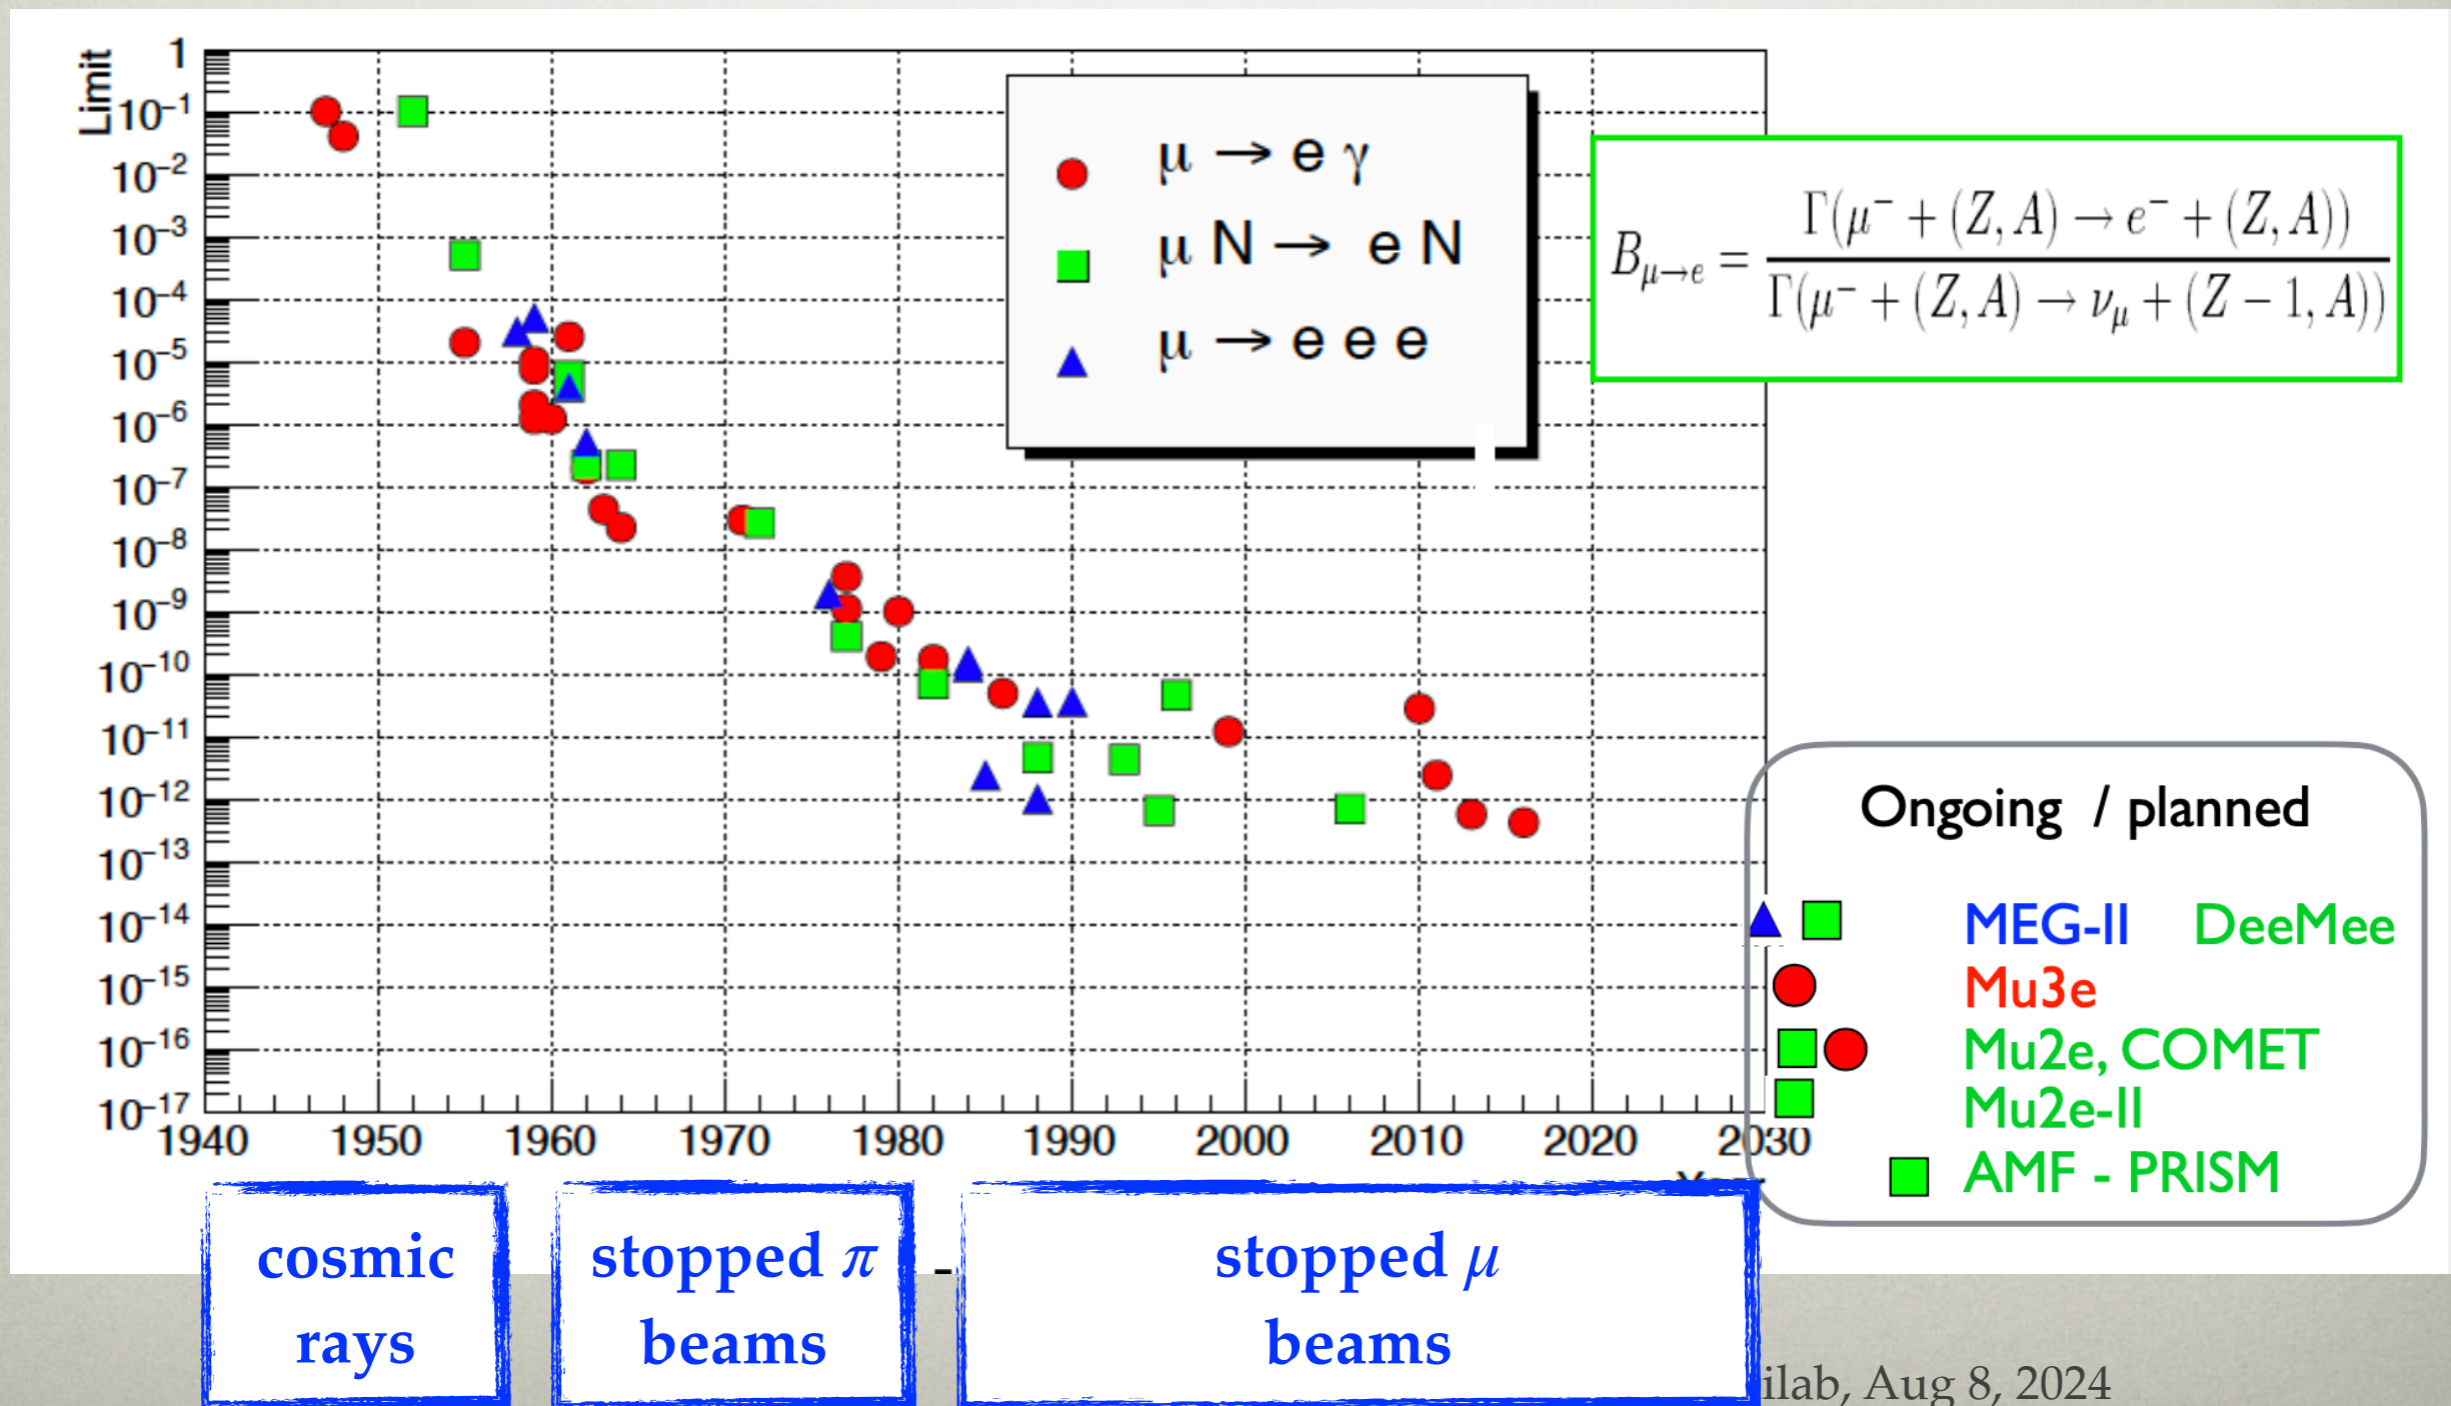 Limit
1
10⁻¹
10⁻²
10⁻³
10⁻⁴
10⁻⁵
10⁻⁶
10⁻⁷
10⁻⁸
10⁻⁹
10⁻¹⁰
10⁻¹¹
10⁻¹²
10⁻¹³
10⁻¹⁴
10⁻¹⁵
10⁻¹⁶
10⁻¹⁷
1940 1950 1960 1970 1980 1990 2000 2010 2020 2030
μ → e γ
μ N → e N
μ → e e e
B_{μ→e} = Γ(μ⁻ + (Z, A) → e⁻ + (Z, A)) / Γ(μ⁻ + (Z, A) → ν_μ + (Z − 1, A))
Ongoing / planned
MEG-II DeeMee
Mu3e
Mu2e, COMET
Mu2e-II
AMF - PRISM
cosmic
rays
stopped π
beams
-
stopped μ
beams
ilab, Aug 8, 2024